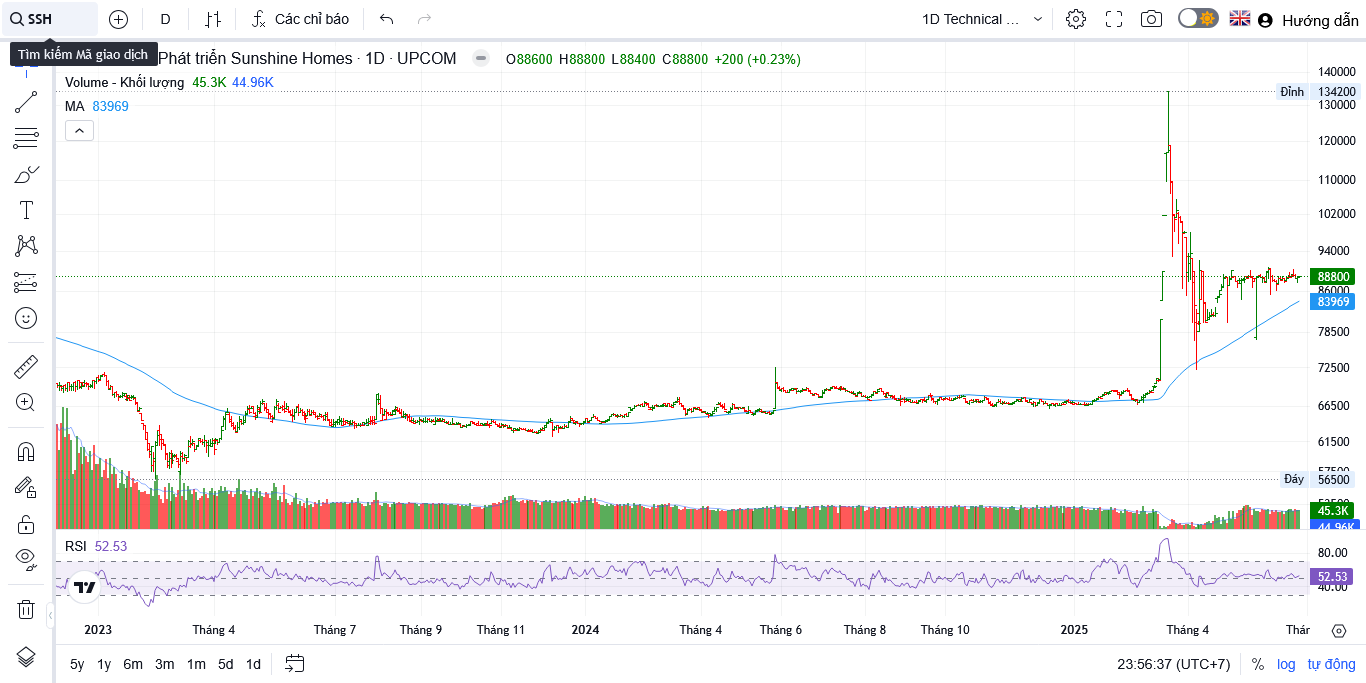 SSH
D
Các chỉ báo
1D Technical ...
Hướng dẫn
Tìm kiếm Mã giao dịch
Phát triển Sunshine Homes · 1D · UPCOM
O88600 H88800 L88400 C88800 +200 (+0.23%)
Volume - Khối lượng 45.3K 44.96K
MA 83969
140000
Đỉnh 134200
130000
120000
110000
102000
94000
88800
86000
83969
78500
72500
66500
61500
57500
Đáy 56500
45.3K
44.96K
RSI 52.53
80.00
52.53
40.00
2023 Tháng 4 Tháng 7 Tháng 9 Tháng 11 2024 Tháng 4 Tháng 6 Tháng 8 Tháng 10 2025 Tháng 4 Thár
5y 1y 6m 3m 1m 5d 1d
23:56:37 (UTC+7) % log tự động